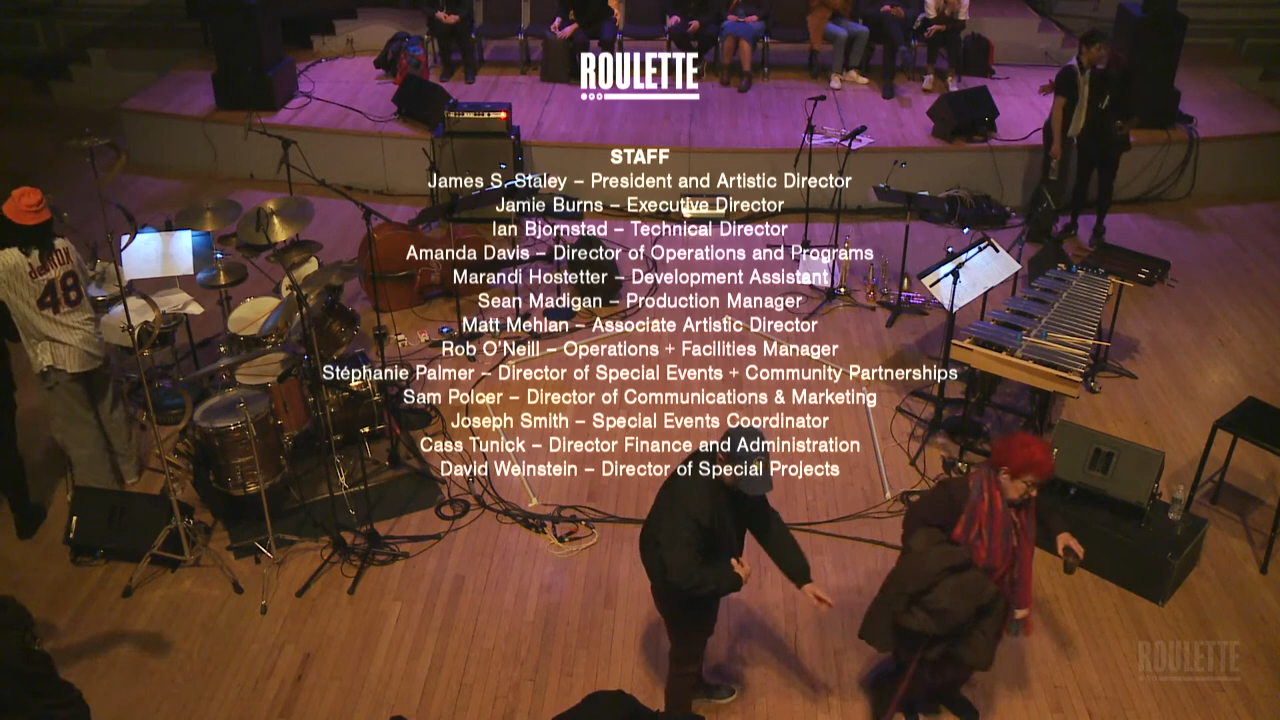 ROULETTE
STAFF
James S. Staley – President and Artistic Director
Jamie Burns – Executive Director
Ian Bjornstad – Technical Director
Amanda Davis – Director of Operations and Programs
Marandi Hostetter – Development Assistant
Sean Madigan – Production Manager
Matt Mehlan – Associate Artistic Director
Rob O'Neill – Operations + Facilities Manager
Stéphanie Palmer – Director of Special Events + Community Partnerships
Sam Polcer – Director of Communications & Marketing
Joseph Smith – Special Events Coordinator
Cass Tunick – Director Finance and Administration
David Weinstein – Director of Special Projects
48
ROULETTE